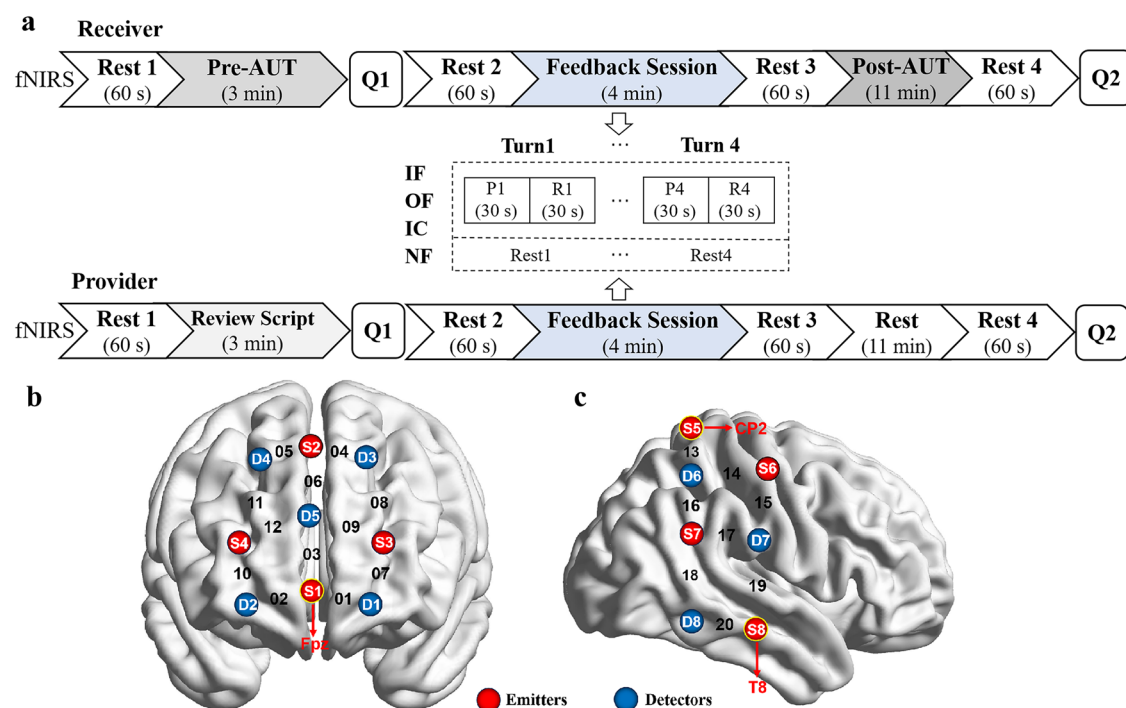 a
Receiver
fNIRS Rest 1 Pre-AUT Q1 Rest 2 Feedback Session Rest 3 Post-AUT Rest 4 Q2
(60 s) (3 min) (60 s) (4 min) (60 s) (11 min) (60 s)
Turn1 ... Turn 4
IF
OF P1 R1 ... P4 R4
(30 s) (30 s) (30 s) (30 s)
IC
NF Rest1 ... Rest4
Provider
fNIRS Rest 1 Review Script Q1 Rest 2 Feedback Session Rest 3 Rest Rest 4 Q2
(60 s) (3 min) (60 s) (4 min) (60 s) (11 min) (60 s)
b
S2
D4 05 04 D3
06
11 08
D5
12 09
S4 S3
03
10 07
S1
D2 02 01 D1
Fpz
c
S5 CP2
13
D6 14 S6
16 15
S7 17 D7
18 19
D8 20 S8
T8
Emitters Detectors